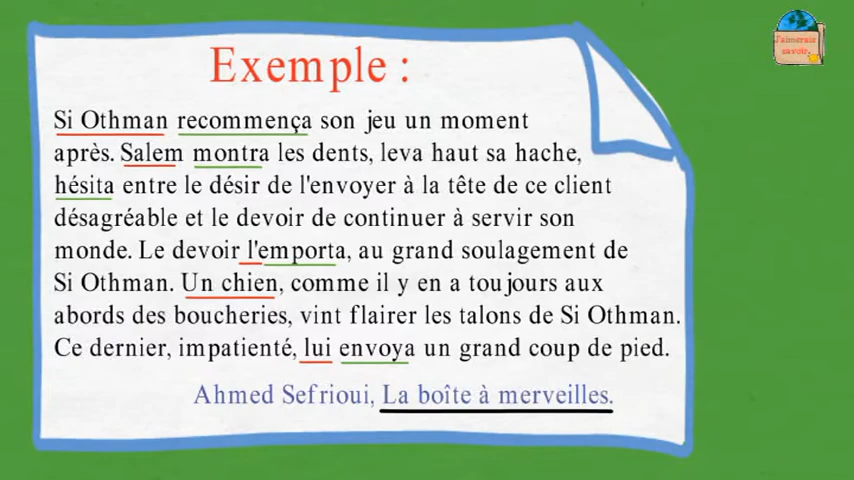 Exemple :
J'aimerais
savoir.
Si Othman recommença son jeu un moment
après. Salem montra les dents, leva haut sa hache,
hésita entre le désir de l'envoyer à la tête de ce client
désagréable et le devoir de continuer à servir son
monde. Le devoir l'emporta, au grand soulagement de
Si Othman. Un chien, comme il y en a toujours aux
abords des boucheries, vint flairer les talons de Si Othman.
Ce dernier, impatienté, lui envoya un grand coup de pied.
Ahmed Sefrioui, La boîte à merveilles.